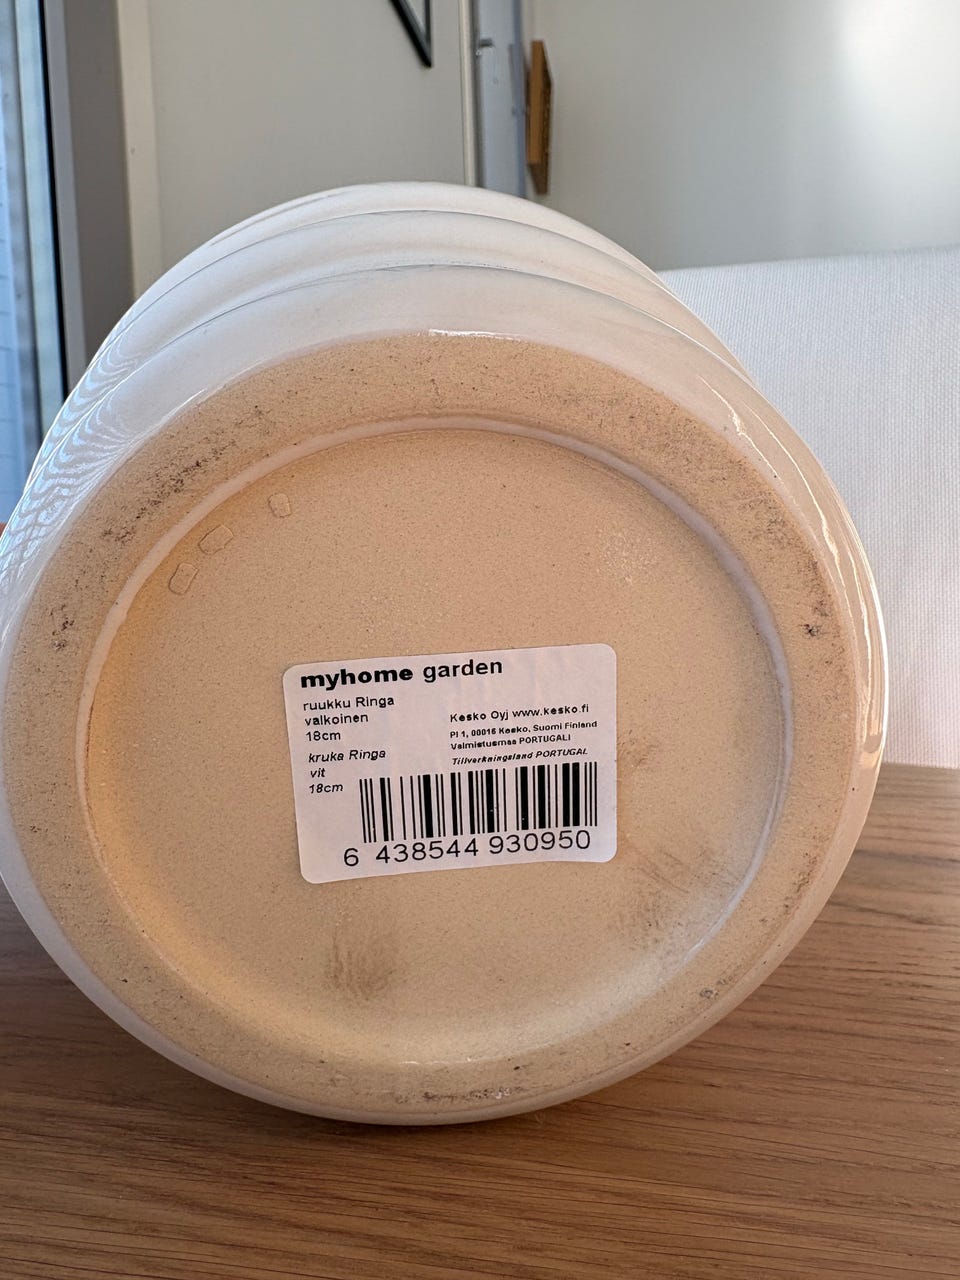 myhome garden
ruukku Ringa
valkoinen
18cm
kruka Ringa
vit
18cm
Kesko Oyj www.kesko.fi
Pl 1, 00016 Kesko, Suomi Finland
Valmistusmaa PORTUGALI
Tillverkningsland PORTUGAL
6 438544 930950